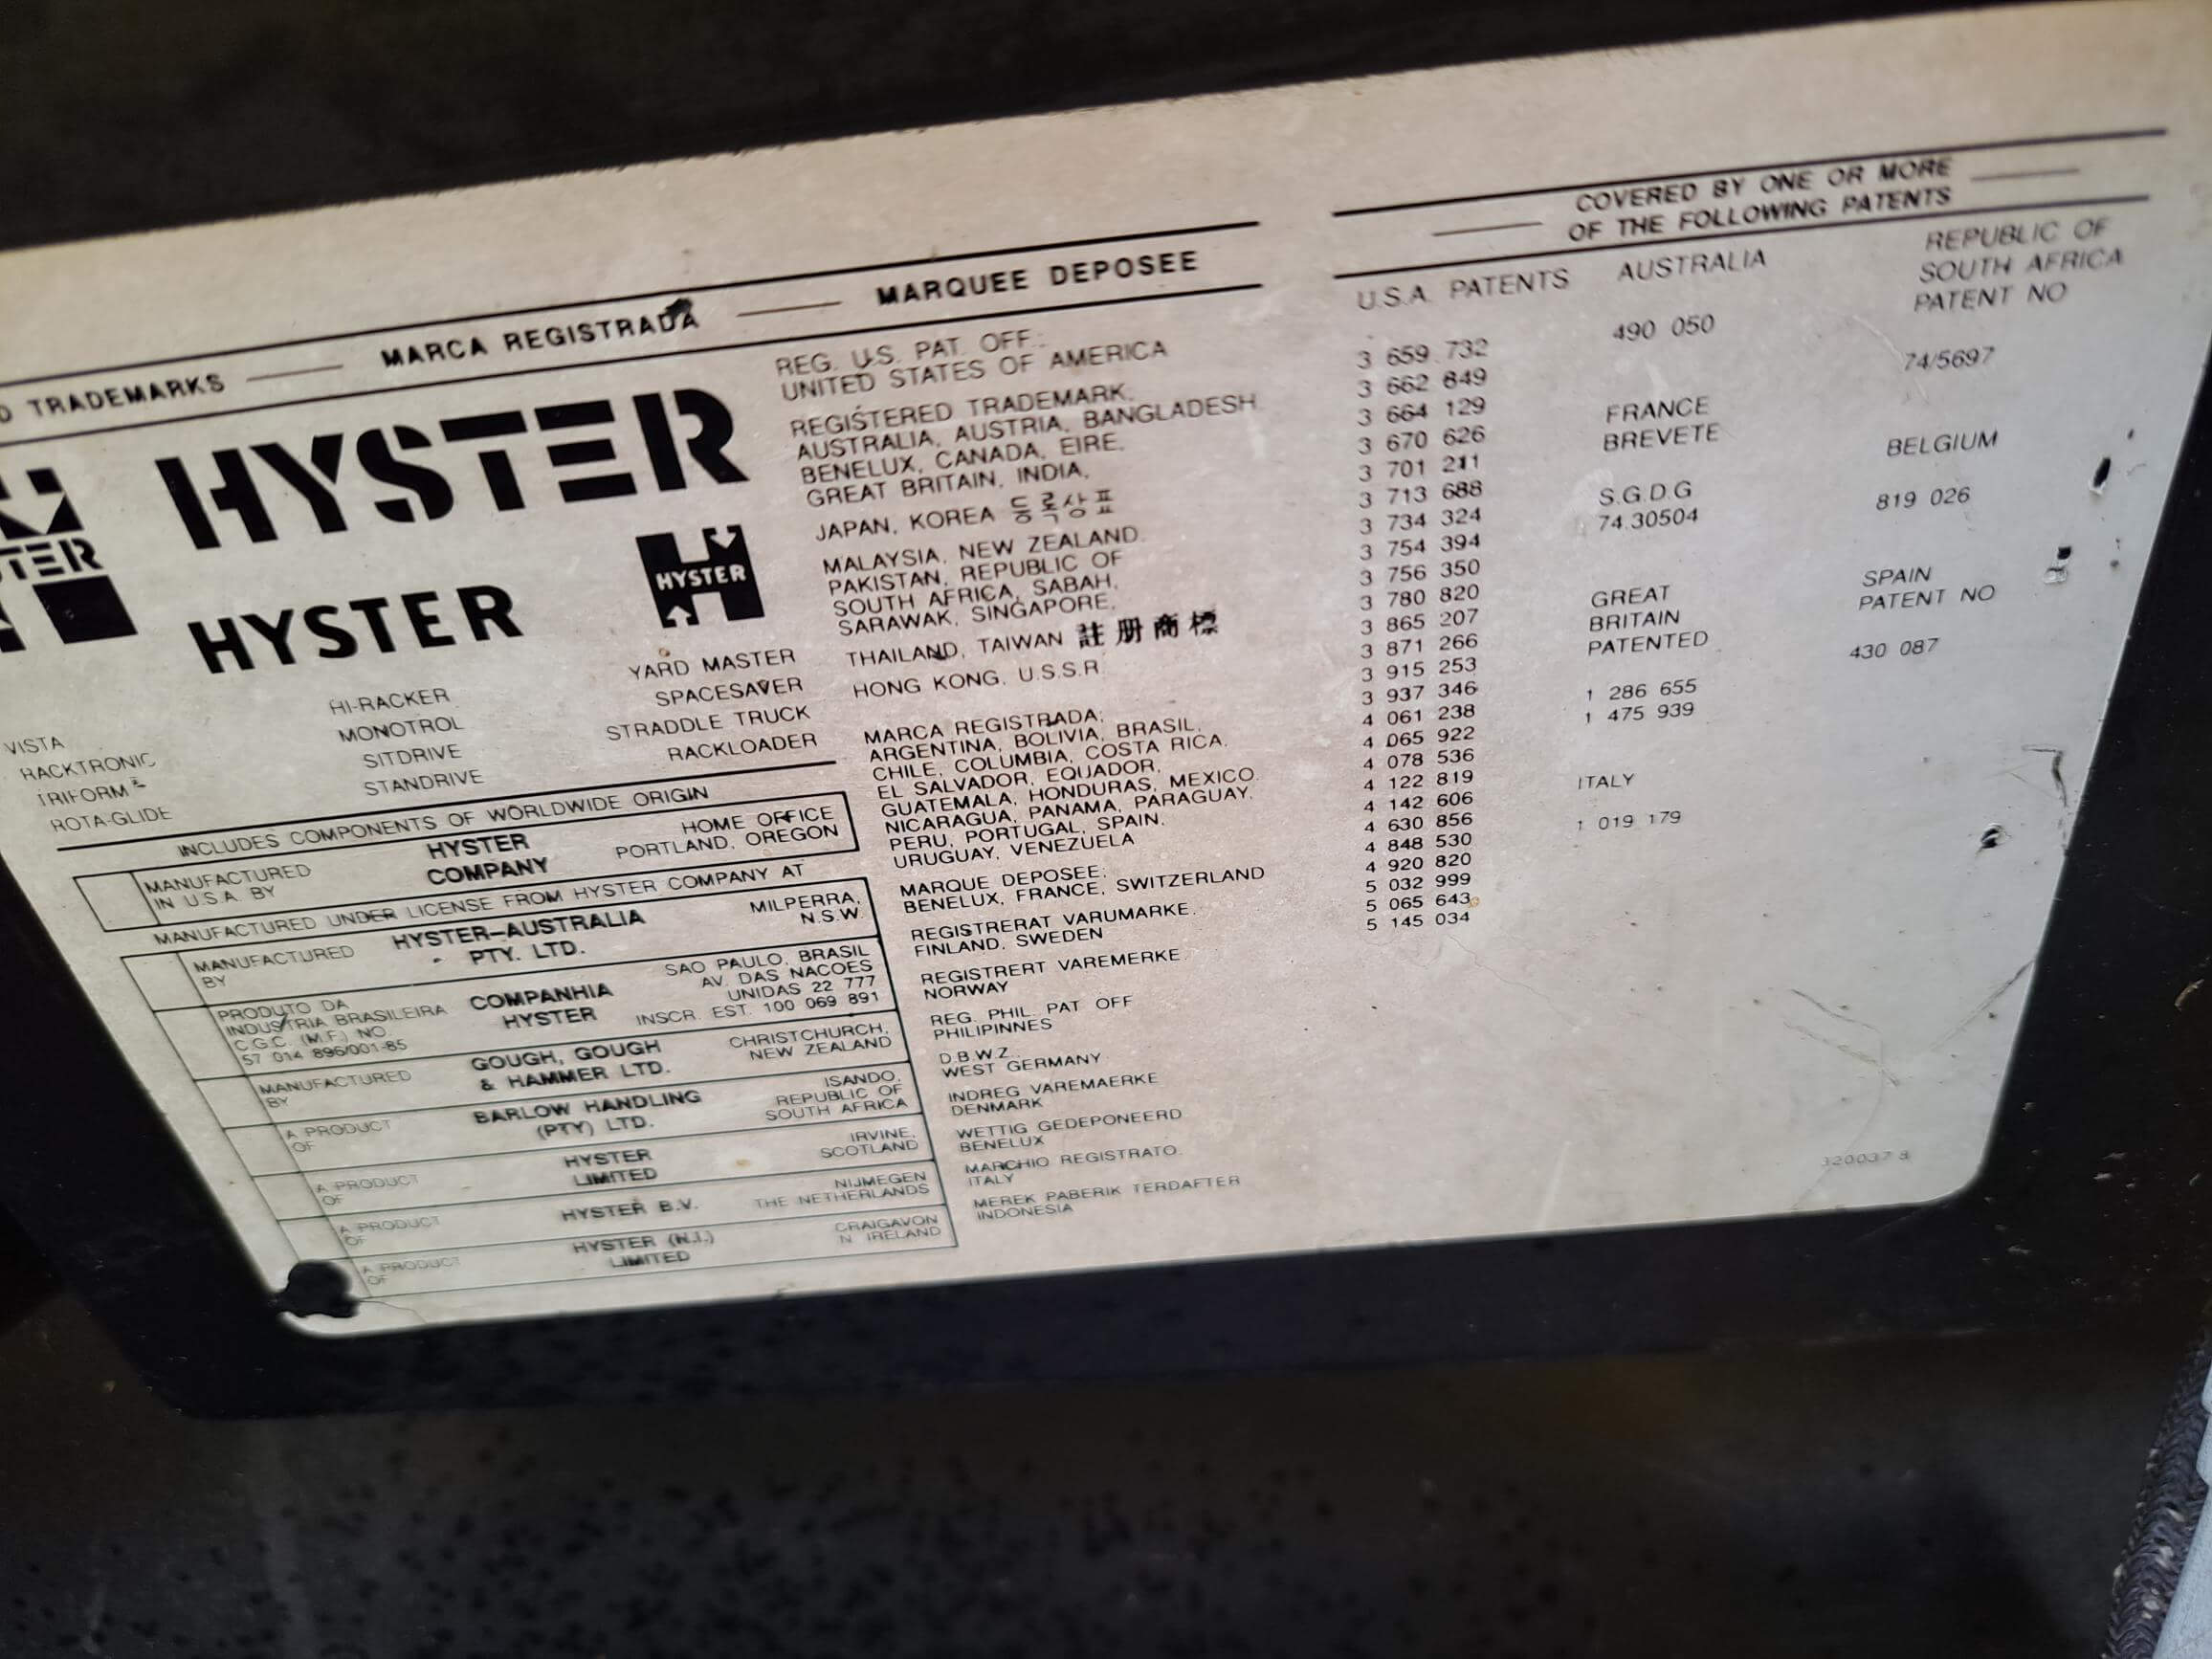 D TRADEMARKS
MARCA REGISTRADA
MARQUEE DEPOSEE
HYSTER
TER
HYSTER
HYSTER
VISTA
RACKTRONIC
TRIFORM
ROTA-GLIDE
HI-RACKER
MONOTROL
SITDRIVE
STANDRIVE
YARD MASTER
SPACESAVER
STRADDLE TRUCK
RACKLOADER
INCLUDES COMPONENTS OF WORLDWIDE ORIGIN
MANUFACTURED
IN U.S.A. BY
HYSTER
COMPANY
HOME OFFICE
PORTLAND, OREGON
MANUFACTURED UNDER LICENSE FROM HYSTER COMPANY AT
MANUFACTURED
BY
HYSTER–AUSTRALIA
PTY. LTD.
MILPERRA,
N.S.W
PRODUTO DA
INDUSTRIA BRASILEIRA
C.G.C. (M.F.) NO.
57 014 896/001-85
COMPANHIA
HYSTER
SAO PAULO, BRASIL
AV. DAS NACOES
UNIDAS 22 777
INSCR. EST. 100 069 891
MANUFACTURED
BY
GOUGH, GOUGH
& HAMMER LTD.
CHRISTCHURCH,
NEW ZEALAND
A PRODUCT
OF
BARLOW HANDLING
(PTY) LTD.
ISANDO,
REPUBLIC OF
SOUTH AFRICA
A PRODUCT
OF
HYSTER
LIMITED
IRVINE,
SCOTLAND
A PRODUCT
OF
HYSTER B.V.
NIJMEGEN
THE NETHERLANDS
A PRODUCT
OF
HYSTER (N.I.)
LIMITED
CRAIGAVON
N IRELAND
REG. U.S. PAT. OFF.:
UNITED STATES OF AMERICA
REGISTERED TRADEMARK,
AUSTRALIA, AUSTRIA, BANGLADESH
BENELUX, CANADA, EIRE,
GREAT BRITAIN, INDIA,
JAPAN, KOREA 등록상표
MALAYSIA, NEW ZEALAND.
PAKISTAN, REPUBLIC OF
SOUTH AFRICA, SABAH,
SARAWAK, SINGAPORE,
THAILAND, TAIWAN 註册商標
HONG KONG, U.S.S.R.
MARCA REGISTRADA:
ARGENTINA, BOLIVIA, BRASIL,
CHILE, COLUMBIA, COSTA RICA,
EL SALVADOR, EQUADOR,
GUATEMALA, HONDURAS, MEXICO.
NICARAGUA, PANAMA, PARAGUAY.
PERU, PORTUGAL, SPAIN.
URUGUAY, VENEZUELA
MARQUE DEPOSEE:
BENELUX, FRANCE, SWITZERLAND
REGISTRERAT VARUMARKE.
FINLAND, SWEDEN
REGISTRERT VAREMERKE.
NORWAY
REG. PHIL. PAT OFF
PHILIPINNES
D.B.W.Z.
WEST GERMANY
INDREG VAREMAERKE
DENMARK
WETTIG GEDEPONEERD
BENELUX
MARCHIO REGISTRATO.
ITALY
MEREK PABERIK TERDAFTER
INDONESIA
COVERED BY ONE OR MORE
OF THE FOLLOWING PATENTS
U.S.A. PATENTS
3 659 732
3 662 849
3 664 129
3 670 626
3 701 211
3 713 688
3 734 324
3 754 394
3 756 350
3 780 820
3 865 207
3 871 266
3 915 253
3 937 346
4 061 238
4 065 922
4 078 536
4 122 819
4 142 606
4 630 856
4 848 530
4 920 820
5 032 999
5 065 643
5 145 034
AUSTRALIA
490 050
FRANCE
BREVETE
S.G.D.G
74.30504
GREAT
BRITAIN
PATENTED
1 286 655
1 475 939
ITALY
1 019 179
REPUBLIC OF
SOUTH AFRICA
PATENT NO
74/5697
BELGIUM
819 026
SPAIN
PATENT NO
430 087
320037 8